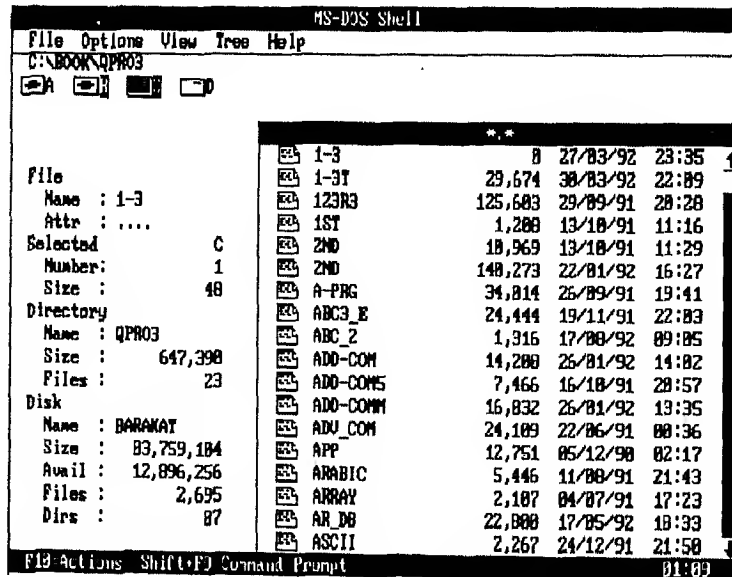 MS-DOS Shell
File Options View Tree Help
C:\BOOK\QPRO3
A D
*.*
File
Name : 1-3
Attr : ....
Selected C
Number: 1
Size : 48
Directory
Name : QPRO3
Size : 647,390
Files : 23
Disk
Name : BARAKAT
Size : 83,759,104
Avail : 12,896,256
Files : 2,695
Dirs : 87
1-3 0 27/03/92 23:35
1-3T 29,674 30/03/92 22:09
123R3 125,603 29/09/91 20:28
1ST 1,208 13/10/91 11:16
2ND 10,969 13/10/91 11:29
2ND 140,273 22/01/92 16:27
A-PRG 34,814 26/09/91 19:41
ABC3_E 24,444 19/11/91 22:03
ABC_2 1,316 17/08/92 09:05
ADD-COM 14,208 26/01/92 14:02
ADD-COMS 7,466 16/10/91 20:57
ADD-COMM 16,832 26/01/92 13:35
ADV_COM 24,109 22/06/91 00:36
APP 12,751 05/12/90 02:17
ARABIC 5,446 11/08/91 21:43
ARRAY 2,107 04/07/91 17:23
AR_DB 22,800 17/05/92 18:33
ASCII 2,267 24/12/91 21:50
F10=Actions Shift+F9 Command Prompt 01:09